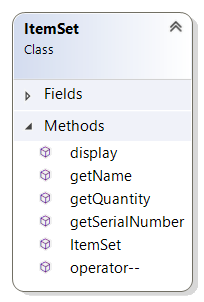 ItemSet
Class
Fields
Methods
display
getName
getQuantity
getSerialNumber
ItemSet
operator--